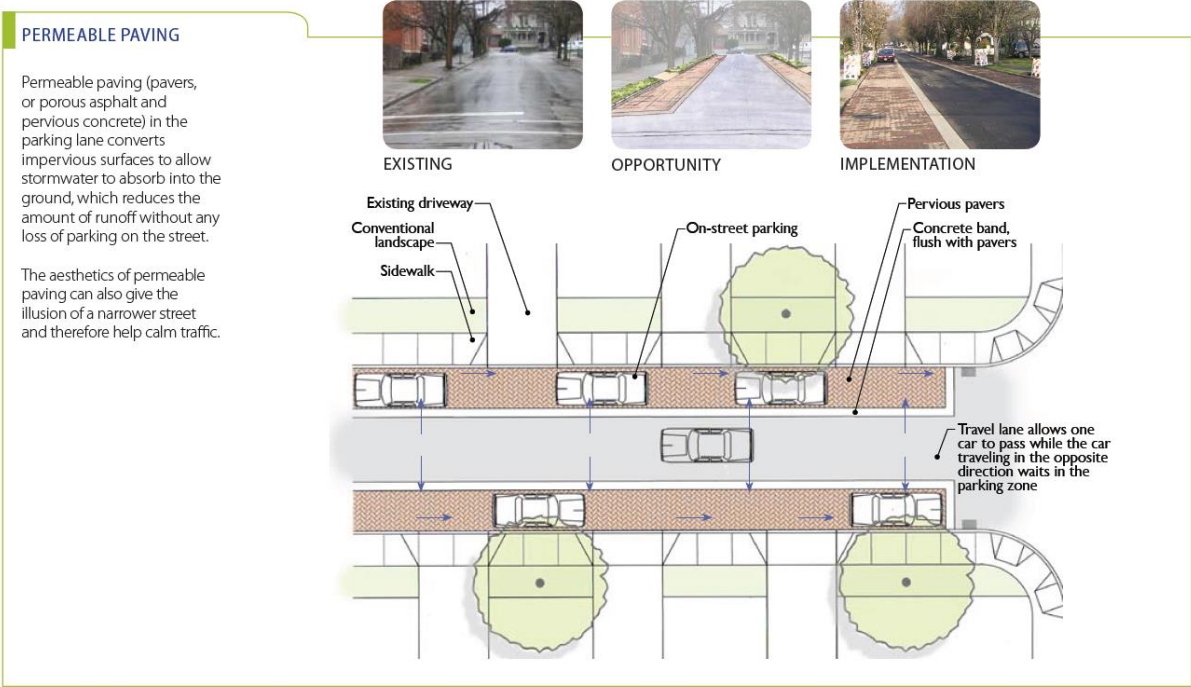 PERMEABLE PAVING
Permeable paving (pavers,
or porous asphalt and
pervious concrete) in the
parking lane converts
impervious surfaces to allow
stormwater to absorb into the
ground, which reduces the
amount of runoff without any
loss of parking on the street.
The aesthetics of permeable
paving can also give the
illusion of a narrower street
and therefore help calm traffic.
EXISTING
OPPORTUNITY
IMPLEMENTATION
Existing driveway
Conventional
landscape
Sidewalk
On-street parking
Pervious pavers
Concrete band,
flush with pavers
Travel lane allows one
car to pass while the car
traveling in the opposite
direction waits in the
parking zone